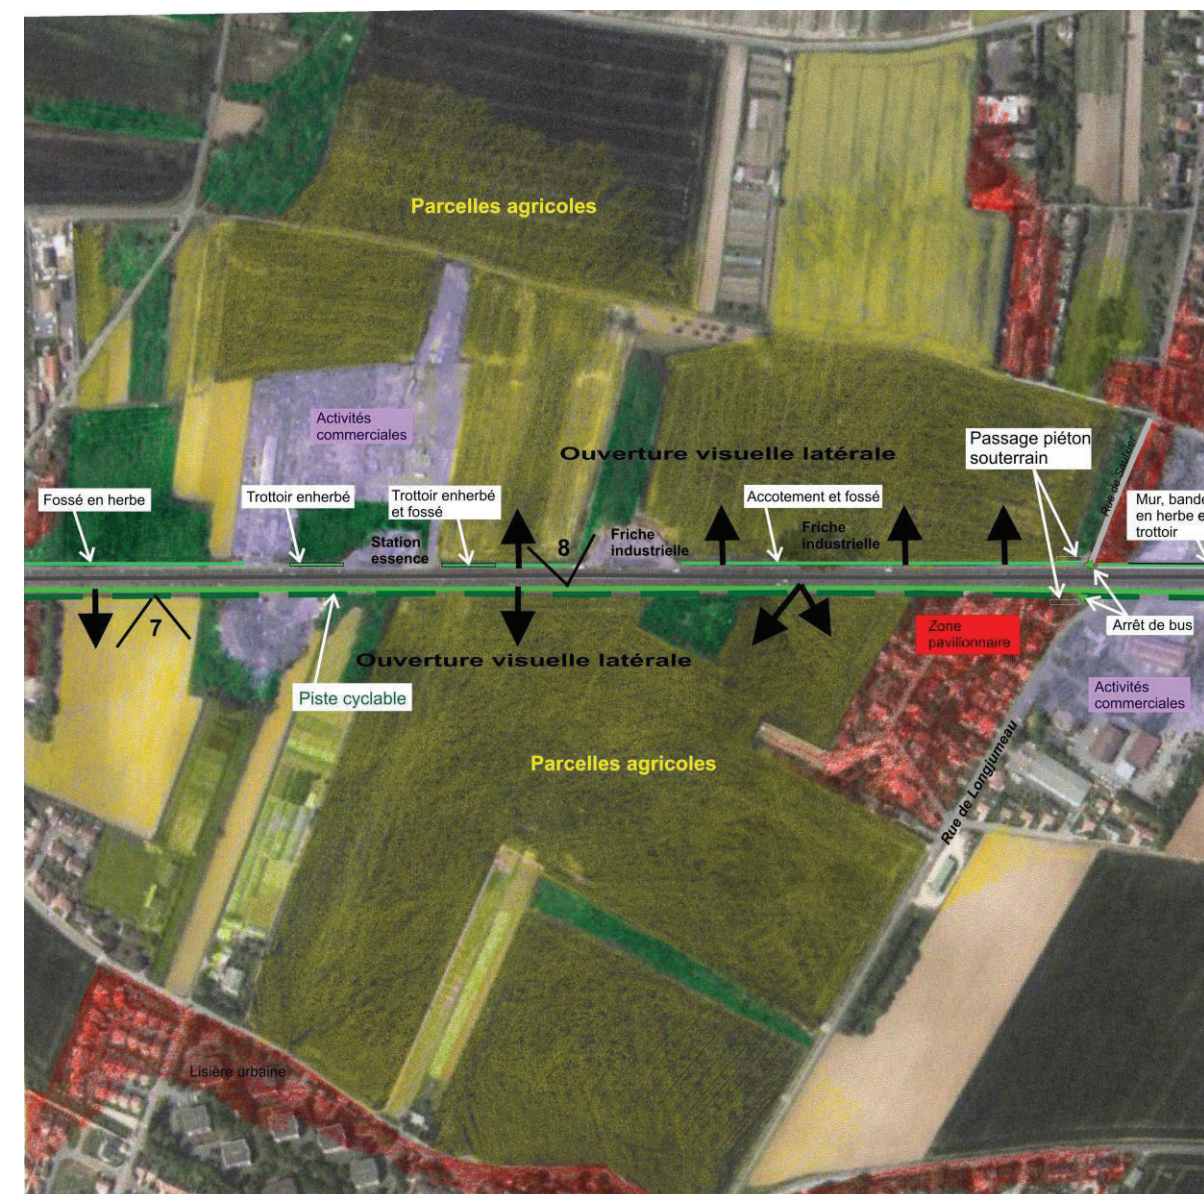 Parcelles agricoles
Activités
commerciales
Ouverture visuelle latérale
Passage piéton
souterrain
Rue de
Fossé en herbe
Trottoir enherbé
Trottoir enherbé
et fossé
Accotement et fossé
Mur, bande
en herbe e
trottoir
Station
essence
8
Friche
industrielle
Friche
industrielle
7
Zone
pavillonnaire
Arrêt de bus
Ouverture visuelle latérale
Piste cyclable
Activités
commerciales
Parcelles agricoles
Rue de Longjumeau
Lisière urbaine